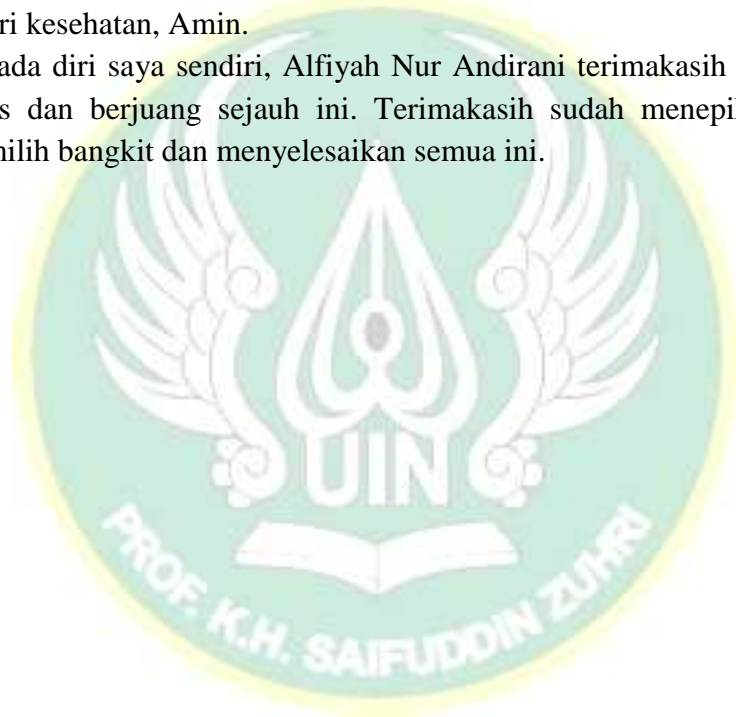 ri kesehatan, Amin.
ada diri saya sendiri, Alfiyah Nur Andirani terimakasih
s dan berjuang sejauh ini. Terimakasih sudah menepi
milih bangkit dan menyelesaikan semua ini.
UIN
PROF. K.H. SAIFUDDIN ZUHRI